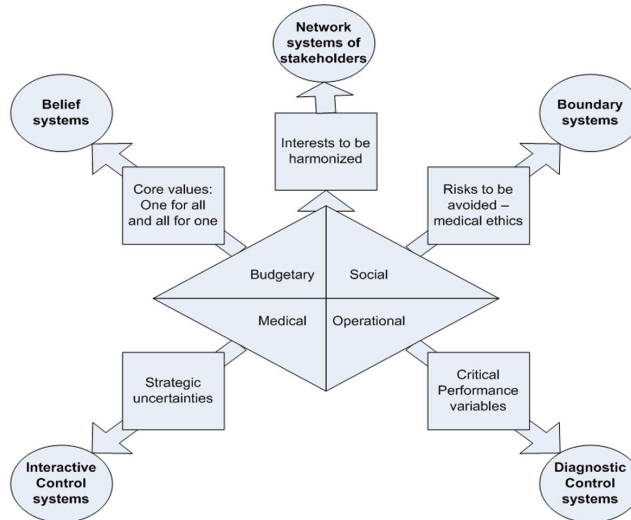 Network
systems of
stakeholders
Belief
systems
Boundary
systems
Interests to be
harmonized
Core values:
One for all
and all for one
Risks to be
avoided –
medical ethics
Budgetary
Social
Medical
Operational
Strategic
uncertainties
Critical
Performance
variables
Interactive
Control
systems
Diagnostic
Control
systems